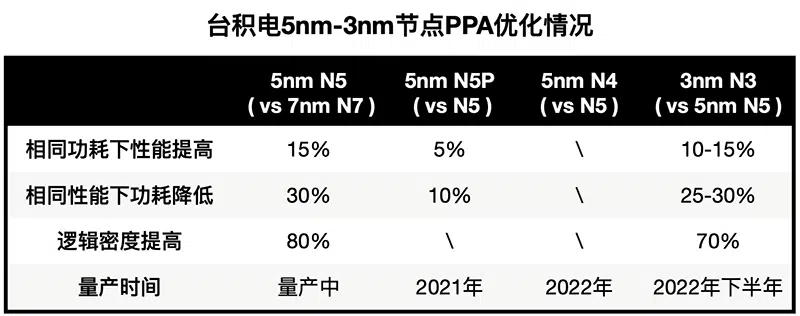 台积电5nm-3nm节点PPA优化情况
5nm N5 5nm N5P 5nm N4 3nm N3
( vs 7nm N7 ) ( vs N5 ) ( vs N5 ) ( vs 5nm N5 )
相同功耗下性能提高 15% 5% \ 10-15%
相同性能下功耗降低 30% 10% \ 25-30%
逻辑密度提高 80% \ \ 70%
量产时间 量产中 2021年 2022年 2022年下半年